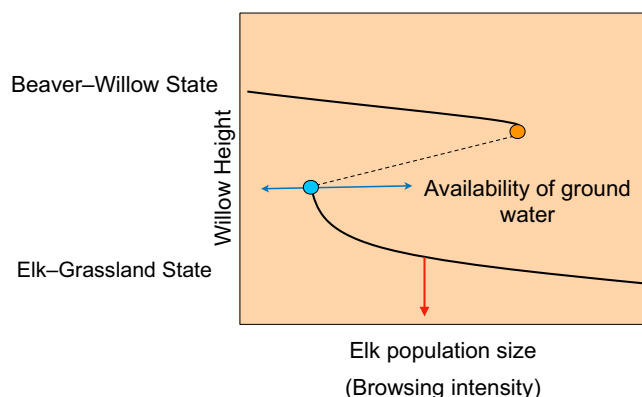 Beaver–Willow State
Willow Height
Availability of ground
water
Elk–Grassland State
Elk population size
(Browsing intensity)